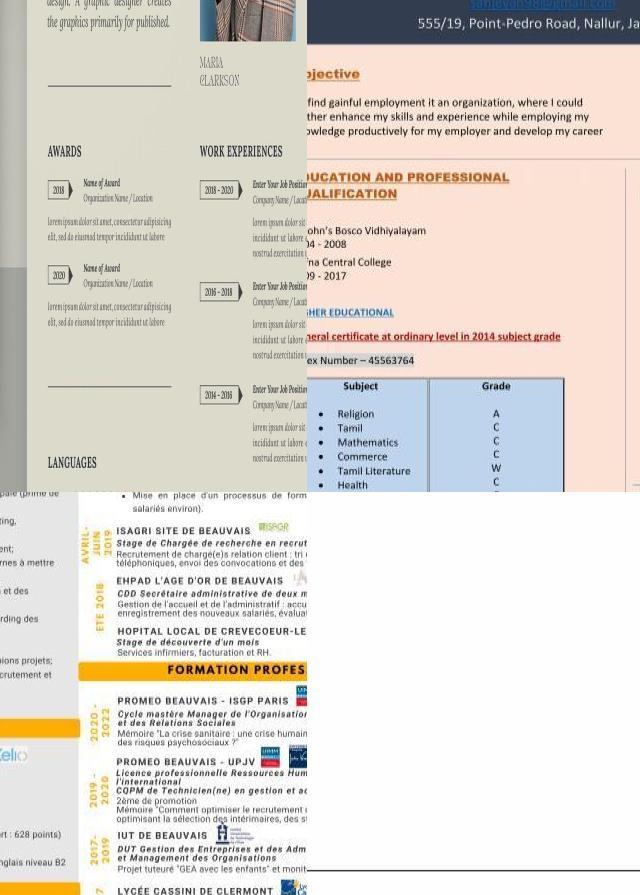 design. A graphic designer creates
the graphics primarily for published.
MARIA
CLARKSON
AWARDS
2018
Name of Award
Organization Name / Location
lorem ipsum dolor sit amet, consectetur adipisicing
elit, sed do eiusmod tempor incididunt ut labore
2020
Name of Award
Organization Name / Location
lorem ipsum dolor sit amet, consectetur adipisicing
elit, sed do eiusmod tempor incididunt ut labore
LANGUAGES
WORK EXPERIENCES
2018 - 2020
Enter Your Job Position
Company Name / Locat
lorem ipsum dolor sit
incididunt ut labore
nostrud exercitation
2016 - 2018
Enter Your Job Position
Company Name / Locat
lorem ipsum dolor sit
incididunt ut labore
nostrud exercitation
2014 - 2016
Enter Your Job Position
Company Name / Locat
lorem ipsum dolor sit
incididunt ut labore
nostrud exercitation
555/19, Point-Pedro Road, Nallur, Ja
bjective
find gainful employment it an organization, where I could
ther enhance my skills and experience while employing my
owledge productively for my employer and develop my career
UCATION AND PROFESSIONAL
UALIFICATION
ohn's Bosco Vidhiyalayam
04 - 2008
fna Central College
09 - 2017
HER EDUCATIONAL
neral certificate at ordinary level in 2014 subject grade
ex Number – 45563764
Subject Grade
• Religion A
• Tamil C
• Mathematics C
• Commerce C
• Tamil Literature W
• Health C
ting,
ent;
rnes à mettre
s et des
rding des
ions projets;
crutement et
Kelio
rt : 628 points)
nglais niveau B2
• Mise en place d'un processus de form
salariés environ).
AVRIL-
JUIN
2019
ISAGRI SITE DE BEAUVAIS ISAGRI
Stage de Chargée de recherche en recrut
Recrutement de chargé(e)s relation client : tri
téléphoniques, envoi des convocations et des
ETE 2018
EHPAD L'AGE D'OR DE BEAUVAIS
CDD Secrétaire administrative de deux m
Gestion de l'accueil et de l'administratif : accu
enregistrement des nouveaux salariés, évalua
HOPITAL LOCAL DE CREVECOEUR-LE
Stage de découverte d'un mois
Services infirmiers, facturation et RH.
FORMATION PROFES
2020 -
2022
PROMEO BEAUVAIS - ISGP PARIS
Cycle mastère Manager de l'Organisation
et des Relations Sociales
Mémoire "La crise sanitaire : une crise humain
des risques psychosociaux ?"
2019 -
2020
PROMEO BEAUVAIS - UPJV
Licence professionnelle Ressources Hum
l'international
CQPM de Technicien(ne) en gestion et ad
2ème de promotion
Mémoire "Comment optimiser le recrutement
optimisant la sélection des intérimaires, des s
2017-
2019
IUT DE BEAUVAIS
DUT Gestion des Entreprises et des Adm
et Management des Organisations
Projet tuteuré "GEA avec les enfants" et monit
7
LYCÉE CASSINI DE CLERMONT